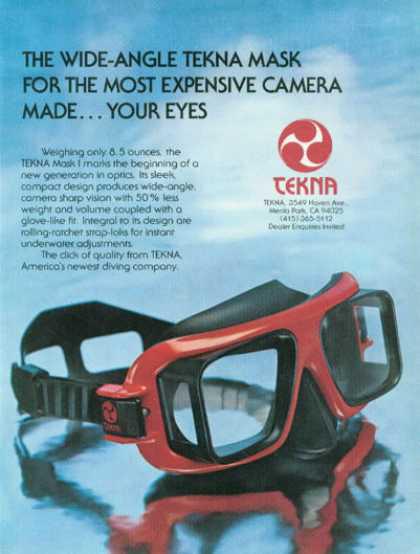 THE WIDE-ANGLE TEKNA MASK
FOR THE MOST EXPENSIVE CAMERA
MADE... YOUR EYES
Weighing only 8.5 ounces, the
TEKNA Mask I marks the beginning of a
new generation in optics. Its sleek,
compact design produces wide-angle,
camera sharp vision with 50% less
weight and volume coupled with a
glove-like fit. Integral to its design are
rolling-ratchet strap-loks for instant
underwater adjustments.
The click of quality from TEKNA,
America's newest diving company.
TEKNA
TEKNA, 3549 Haven Ave.,
Menlo Park, CA 94025
(415) 365-5112
Dealer Enquiries Invited
TEKNA